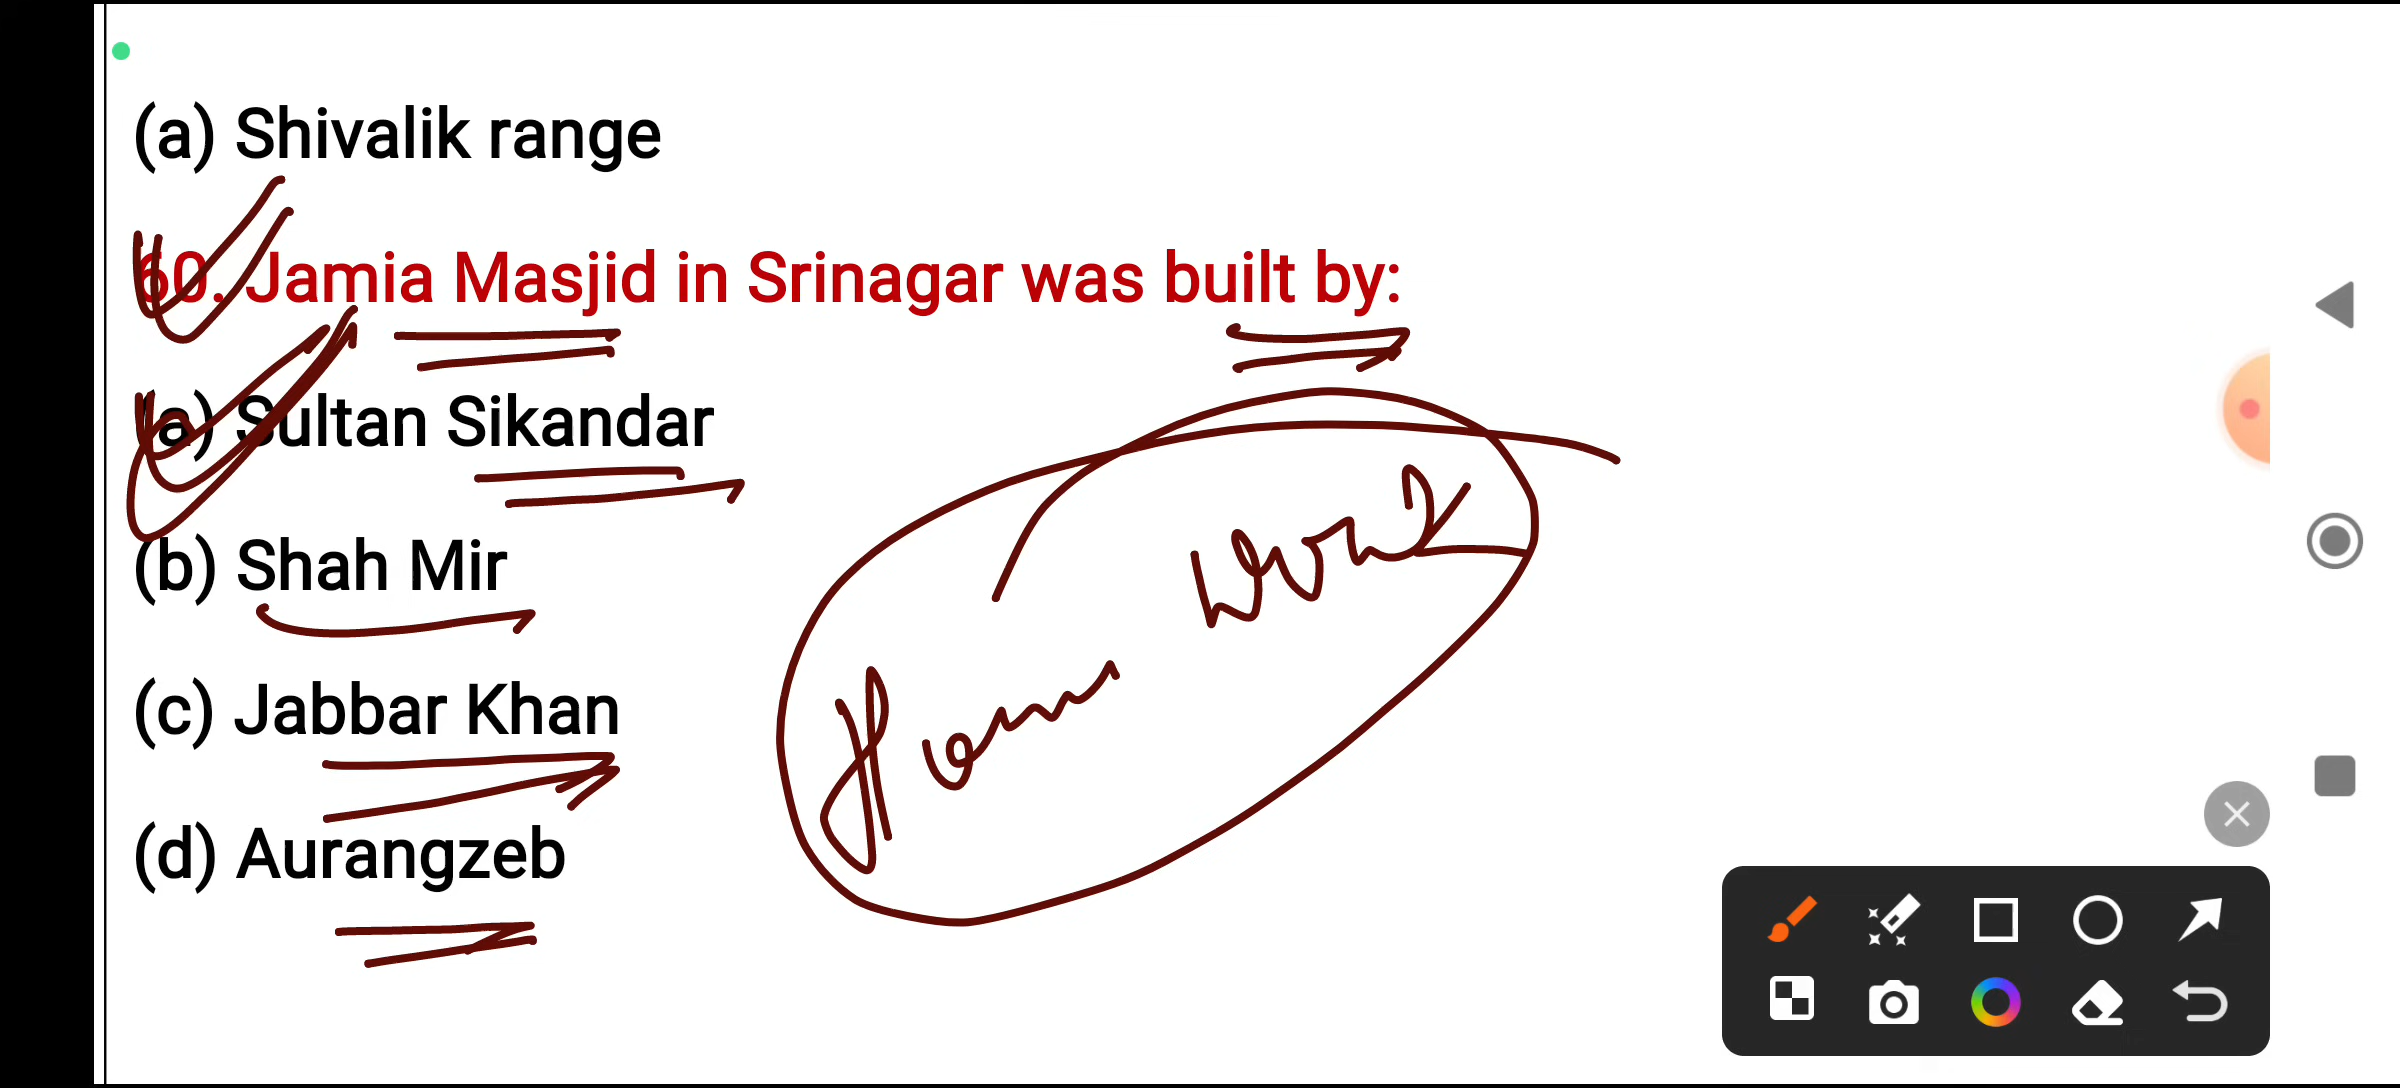 (a) Shivalik range
60. Jamia Masjid in Srinagar was built by:
(a) Sultan Sikandar
(b) Shah Mir
(c) Jabbar Khan
(d) Aurangzeb
Home Work